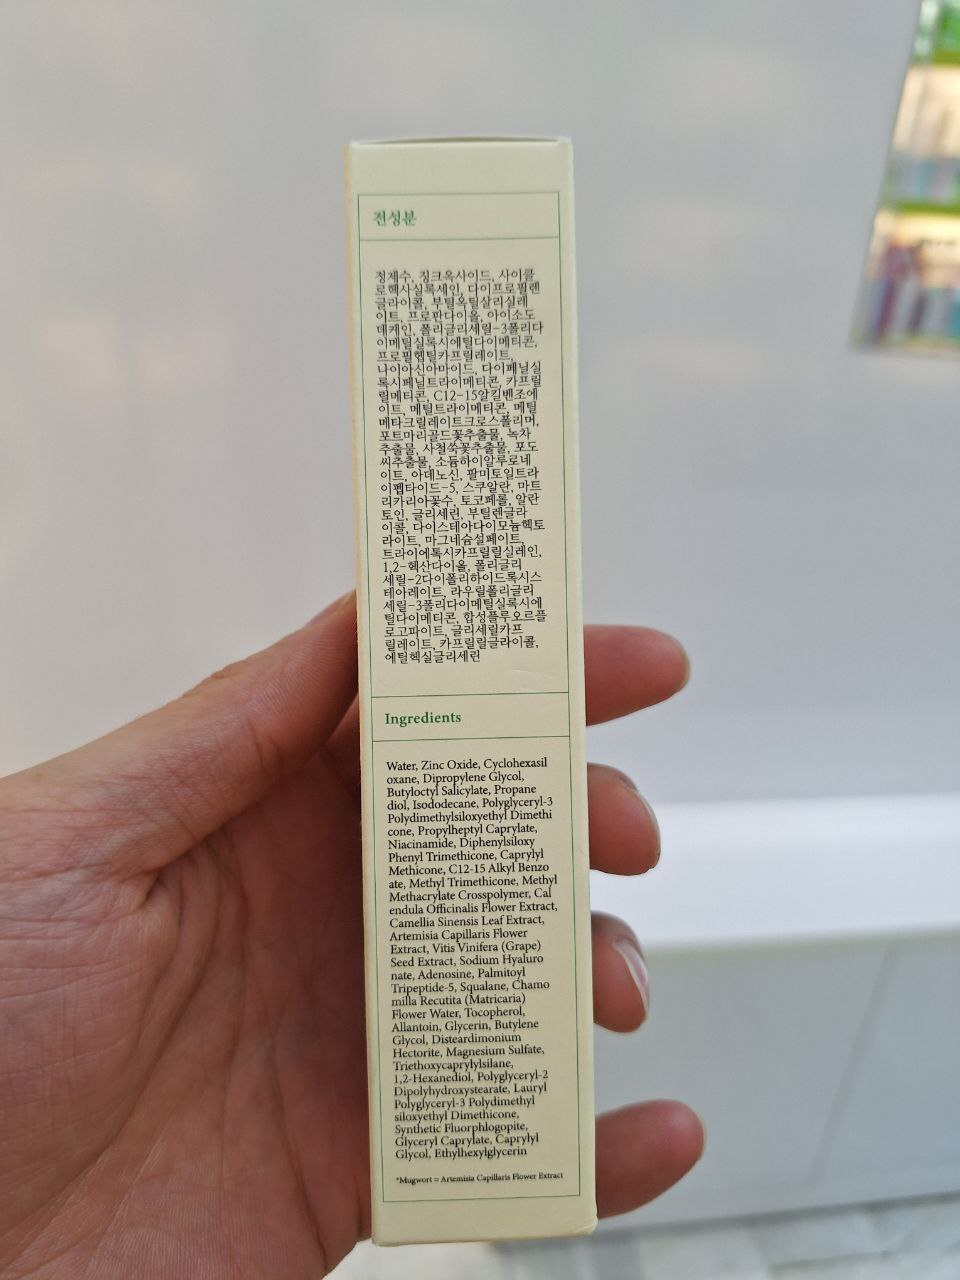 전성분
정제수, 징크옥사이드, 사이클
로헥사실록세인, 다이프로필렌
글라이콜, 부틸옥틸살리실레
이트, 프로판다이올, 아이소도
데케인, 폴리글리세릴-3폴리다
이메틸실록시에틸다이메티콘,
프로필헵틸카프릴레이트,
나이아신아마이드, 다이페닐실
록시페닐트라이메티콘, 카프릴
릴메티콘, C12-15알킬벤조에
이트, 메틸트라이메티콘, 메틸
메타크릴레이트크로스폴리머,
포트마리골드꽃추출물, 녹차
추출물, 사철쑥꽃추출물, 포도
씨추출물, 소듐하이알루로네
이트, 아데노신, 팔미토일트라
이펩타이드-5, 스쿠알란, 마트
리카리아꽃수, 토코페롤, 알란
토인, 글리세린, 부틸렌글라
이콜, 다이스테아다이모늄헥토
라이트, 마그네슘설페이트,
트라이에톡시카프릴릴실레인,
1,2-헥산다이올, 폴리글리
세릴-2다이폴리하이드록시스
테아레이트, 라우릴폴리글리
세릴-3폴리다이메틸실록시에
틸다이메티콘, 합성플루오르플
로고파이트, 글리세릴카프
릴레이트, 카프릴릴글라이콜,
에틸헥실글리세린
Ingredients
Water, Zinc Oxide, Cyclohexasil
oxane, Dipropylene Glycol,
Butyloctyl Salicylate, Propane
diol, Isododecane, Polyglyceryl-3
Polydimethylsiloxyethyl Dimethi
cone, Propylheptyl Caprylate,
Niacinamide, Diphenylsiloxy
Phenyl Trimethicone, Caprylyl
Methicone, C12-15 Alkyl Benzo
ate, Methyl Trimethicone, Methyl
Methacrylate Crosspolymer, Cal
endula Officinalis Flower Extract,
Camellia Sinensis Leaf Extract,
Artemisia Capillaris Flower
Extract, Vitis Vinifera (Grape)
Seed Extract, Sodium Hyaluro
nate, Adenosine, Palmitoyl
Tripeptide-5, Squalane, Chamo
milla Recutita (Matricaria)
Flower Water, Tocopherol,
Allantoin, Glycerin, Butylene
Glycol, Disteardimonium
Hectorite, Magnesium Sulfate,
Triethoxycaprylylsilane,
1,2-Hexanediol, Polyglyceryl-2
Dipolyhydroxystearate, Lauryl
Polyglyceryl-3 Polydimethyl
siloxyethyl Dimethicone,
Synthetic Fluorphlogopite,
Glyceryl Caprylate, Caprylyl
Glycol, Ethylhexylglycerin
*Mugwort = Artemisia Capillaris Flower Extract